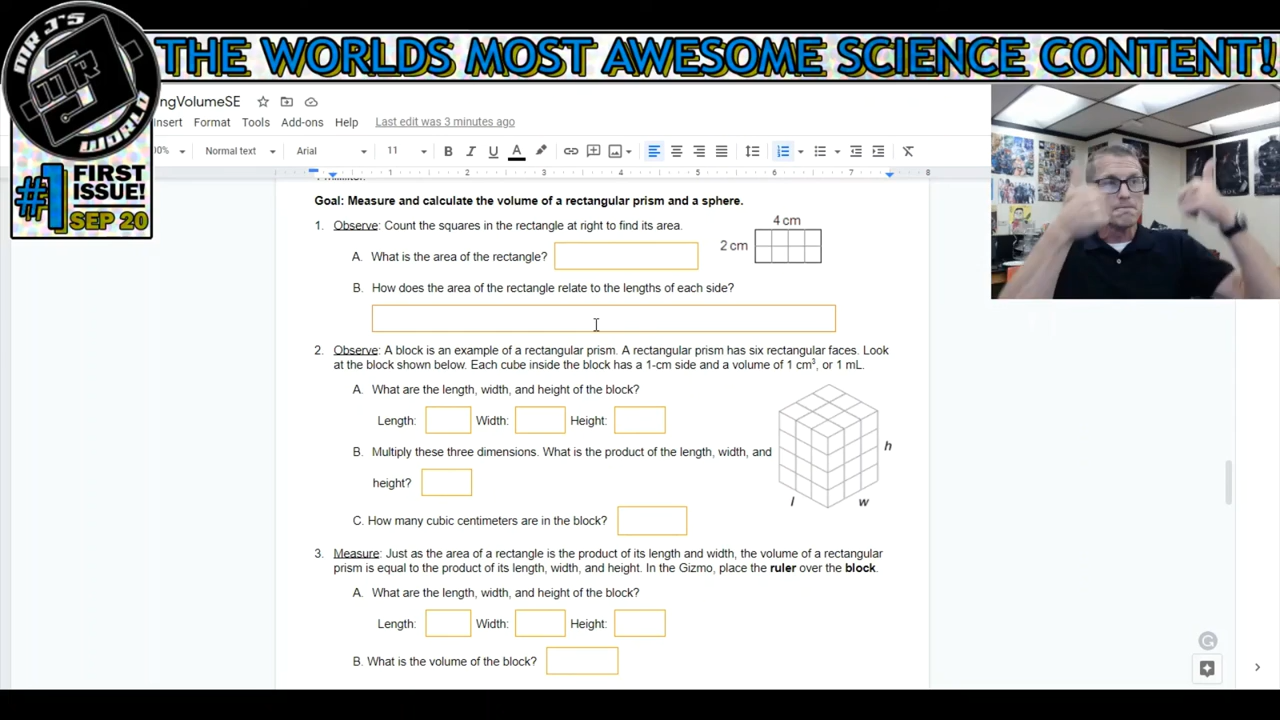 MR J'S
WORLD
THE WORLDS MOST AWESOME SCIENCE CONTENT!
#1 FIRST ISSUE!
SEP 20
ngVolumeSE
nsert Format Tools Add-ons Help Last edit was 3 minutes ago
00% Normal text Arial 11 B I U A
1 2 3 4 5 6 7 8
Goal: Measure and calculate the volume of a rectangular prism and a sphere.
1. Observe: Count the squares in the rectangle at right to find its area.
4 cm
2 cm
A. What is the area of the rectangle?
B. How does the area of the rectangle relate to the lengths of each side?
2. Observe: A block is an example of a rectangular prism. A rectangular prism has six rectangular faces. Look
at the block shown below. Each cube inside the block has a 1-cm side and a volume of 1 cm³, or 1 mL.
A. What are the length, width, and height of the block?
Length: Width: Height:
B. Multiply these three dimensions. What is the product of the length, width, and
height?
h
l w
C. How many cubic centimeters are in the block?
3. Measure: Just as the area of a rectangle is the product of its length and width, the volume of a rectangular
prism is equal to the product of its length, width, and height. In the Gizmo, place the ruler over the block.
A. What are the length, width, and height of the block?
Length: Width: Height:
B. What is the volume of the block?